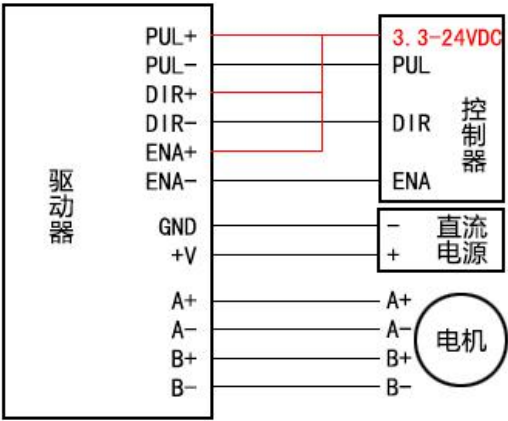 PUL+
PUL-
DIR+
DIR-
ENA+
ENA-
GND
+V
A+
A-
B+
B-
驱动器
3.3-24VDC
PUL
DIR
ENA
控制器
- 直流
+ 电源
A+
A-
B+
B-
电机